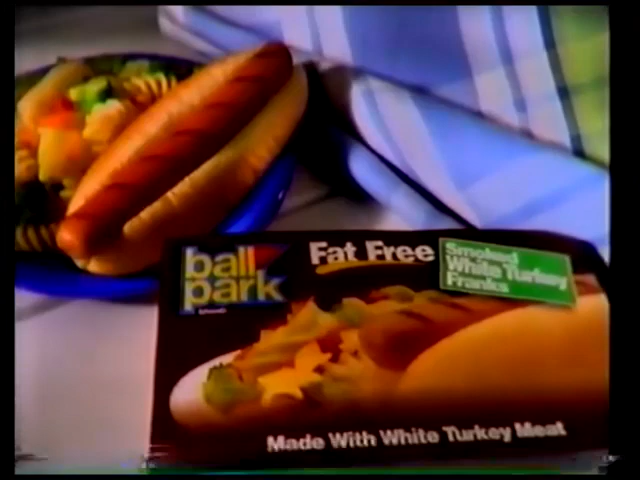 ball
park
Fat Free
Smoked
White Turkey
Franks
Made With White Turkey Meat